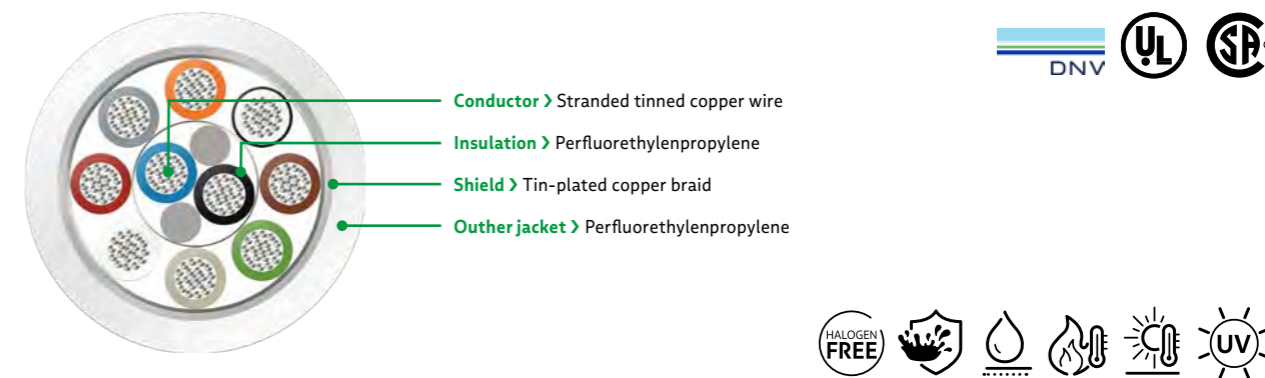 DNV
UL
SA
Conductor › Stranded tinned copper wire
Insulation › Perfluorethylenpropylene
Shield › Tin-plated copper braid
Outher jacket › Perfluorethylenpropylene
HALOGEN
FREE
UV